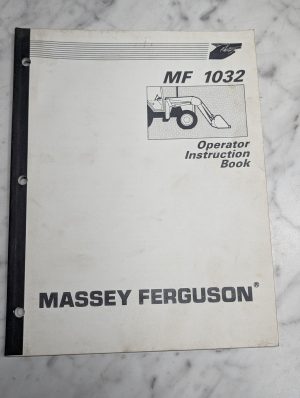 MF 1032
Operator
Instruction
Book
MASSEY FERGUSON®